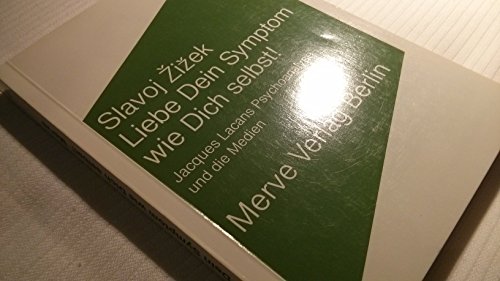 Slavoj Žižek
Liebe Dein Symptom
wie Dich selbst!
Jacques Lacans
und die Medien
Merve Verlag Berlin